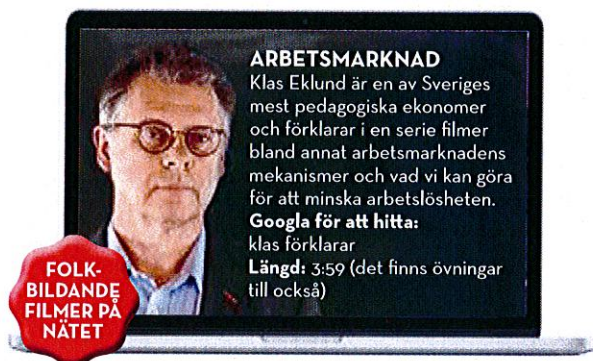 ARBETSMARKNAD
Klas Eklund är en av Sveriges
mest pedagogiska ekonomer
och förklarar i en serie filmer
bland annat arbetsmarknadens
mekanismer och vad vi kan göra
för att minska arbetslösheten.
Googla för att hitta:
klas förklarar
Längd: 3:59 (det finns övningar
till också)
FOLK-
BILDANDE
FILMER PÅ
NÄTET